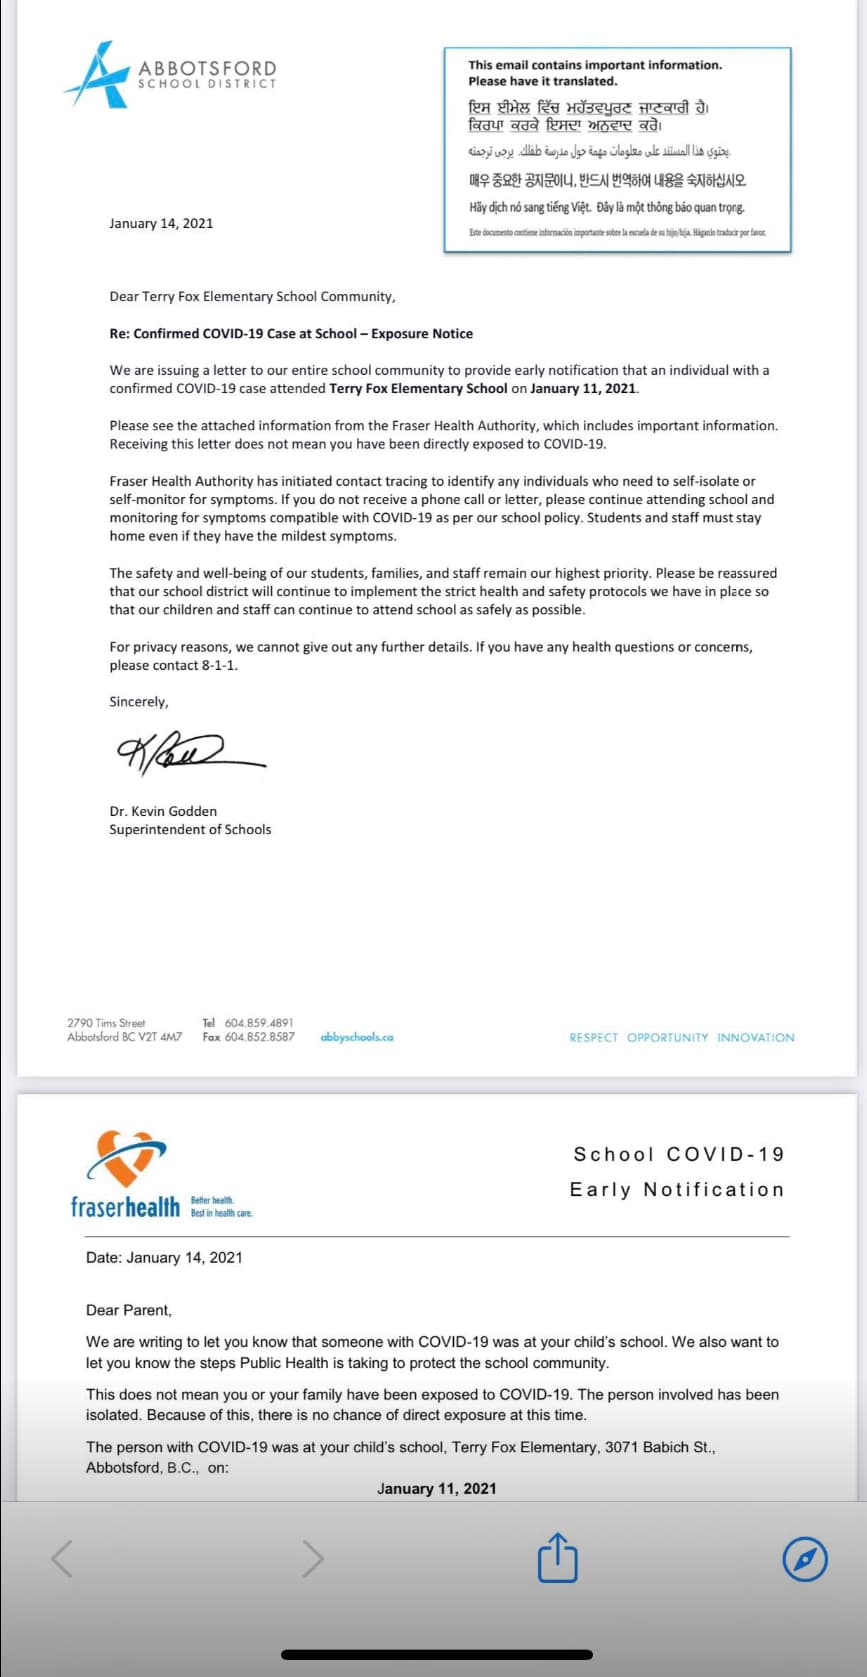 ABBOTSFORD
SCHOOL DISTRICT
This email contains important information.
Please have it translated.
ਇਸ ਈਮੇਲ ਵਿੱਚ ਮਹੱਤਵਪੂਰਣ ਜਾਣਕਾਰੀ ਹੈ।
ਕਿਰਪਾ ਕਰਕੇ ਇਸਦਾ ਅਨੁਵਾਦ ਕਰੋ।
يحتوي هذا المستند على معلومات مهمة حول مدرسة طفلك. يرجى ترجمته
매우 중요한 공지문이니, 반드시 번역하여 내용을 숙지하십시오
Hãy dịch nó sang tiếng Việt. Đây là một thông báo quan trọng.
Este documento contiene información importante sobre la escuela de su hijo/hija. Hágalo traducir por favor.
January 14, 2021
Dear Terry Fox Elementary School Community,
Re: Confirmed COVID-19 Case at School – Exposure Notice
We are issuing a letter to our entire school community to provide early notification that an individual with a
confirmed COVID-19 case attended Terry Fox Elementary School on January 11, 2021.
Please see the attached information from the Fraser Health Authority, which includes important information.
Receiving this letter does not mean you have been directly exposed to COVID-19.
Fraser Health Authority has initiated contact tracing to identify any individuals who need to self-isolate or
self-monitor for symptoms. If you do not receive a phone call or letter, please continue attending school and
monitoring for symptoms compatible with COVID-19 as per our school policy. Students and staff must stay
home even if they have the mildest symptoms.
The safety and well-being of our students, families, and staff remain our highest priority. Please be reassured
that our school district will continue to implement the strict health and safety protocols we have in place so
that our children and staff can continue to attend school as safely as possible.
For privacy reasons, we cannot give out any further details. If you have any health questions or concerns,
please contact 8-1-1.
Sincerely,
Dr. Kevin Godden
Superintendent of Schools
2790 Tims Street Tel 604.859.4891
Abbotsford BC V2T 4M7 Fax 604.852.8587 abbyschools.ca RESPECT OPPORTUNITY INNOVATION
School COVID-19
Early Notification
fraserhealth Better health.
Best in health care.
Date: January 14, 2021
Dear Parent,
We are writing to let you know that someone with COVID-19 was at your child's school. We also want to
let you know the steps Public Health is taking to protect the school community.
This does not mean you or your family have been exposed to COVID-19. The person involved has been
isolated. Because of this, there is no chance of direct exposure at this time.
The person with COVID-19 was at your child's school, Terry Fox Elementary, 3071 Babich St.,
Abbotsford, B.C., on:
January 11, 2021